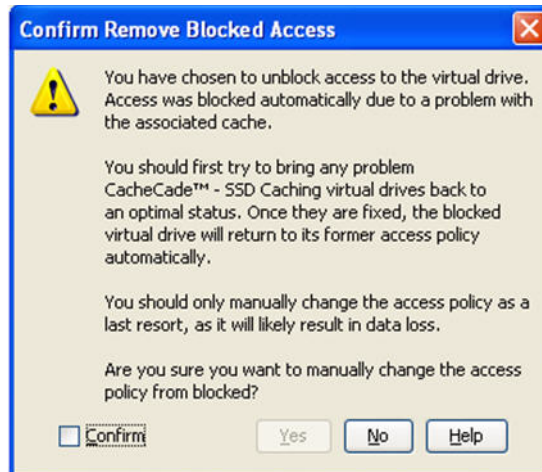 Confirm Remove Blocked Access
You have chosen to unblock access to the virtual drive.
Access was blocked automatically due to a problem with
the associated cache.
You should first try to bring any problem
CacheCade™ - SSD Caching virtual drives back to
an optimal status. Once they are fixed, the blocked
virtual drive will return to its former access policy
automatically.
You should only manually change the access policy as a
last resort, as it will likely result in data loss.
Are you sure you want to manually change the access
policy from blocked?
Confirm Yes No Help